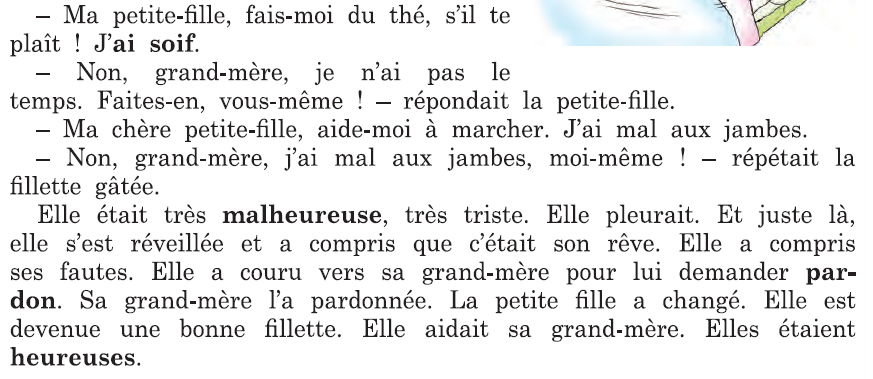 – Ma petite-fille, fais-moi du thé, s'il te
plaît ! J'ai soif.
– Non, grand-mère, je n'ai pas le
temps. Faites-en, vous-même ! – répondait la petite-fille.
– Ma chère petite-fille, aide-moi à marcher. J'ai mal aux jambes.
– Non, grand-mère, j'ai mal aux jambes, moi-même ! – répétait la
fillette gâtée.
Elle était très malheureuse, très triste. Elle pleurait. Et juste là,
elle s'est réveillée et a compris que c'était son rêve. Elle a compris
ses fautes. Elle a couru vers sa grand-mère pour lui demander par-
don. Sa grand-mère l'a pardonnée. La petite fille a changé. Elle est
devenue une bonne fillette. Elle aidait sa grand-mère. Elles étaient
heureuses.